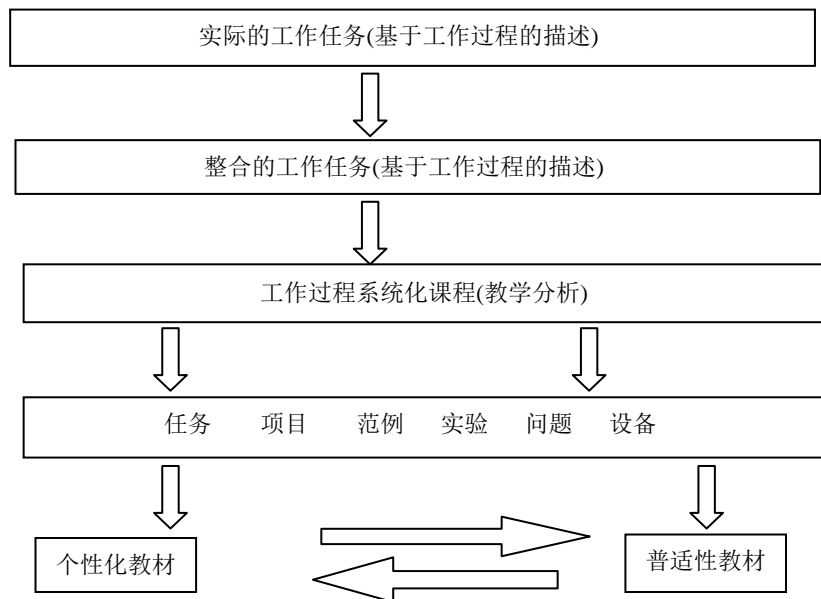 实际的工作任务(基于工作过程的描述)
整合的工作任务(基于工作过程的描述)
工作过程系统化课程(教学分析)
任务 项目 范例 实验 问题 设备
个性化教材
普适性教材